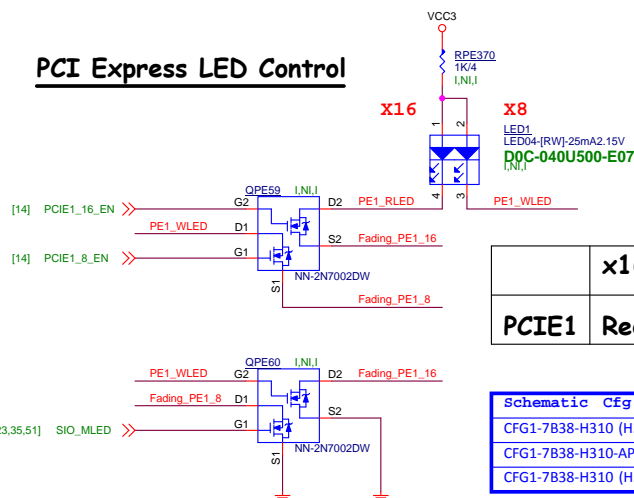 VCC3
PCI Express LED Control
RPE370
1K/4
I,NI,I
X16
X8
1
2
LED1
LED04-[RW]-25mA2.15V
D0C-040U500-E07
I,NI,I
4
3
QPE59
I,NI,I
[14]
PCIE1_16_EN
G2
D2
PE1_RLED
PE1_WLED
PE1_WLED
D1
S2
Fading_PE1_16
[14]
PCIE1_8_EN
G1
S1
NN-2N7002DW
Fading_PE1_8
PCIE1
QPE60
I,NI,I
PE1_WLED
G2
D2
Fading_PE1_16
Fading_PE1_8
D1
S2
SIO_MLED
G1
S1
NN-2N7002DW
Schematic Cfg
CFG1-7B38-H310
CFG1-7B38-H310-AP
CFG1-7B38-H310